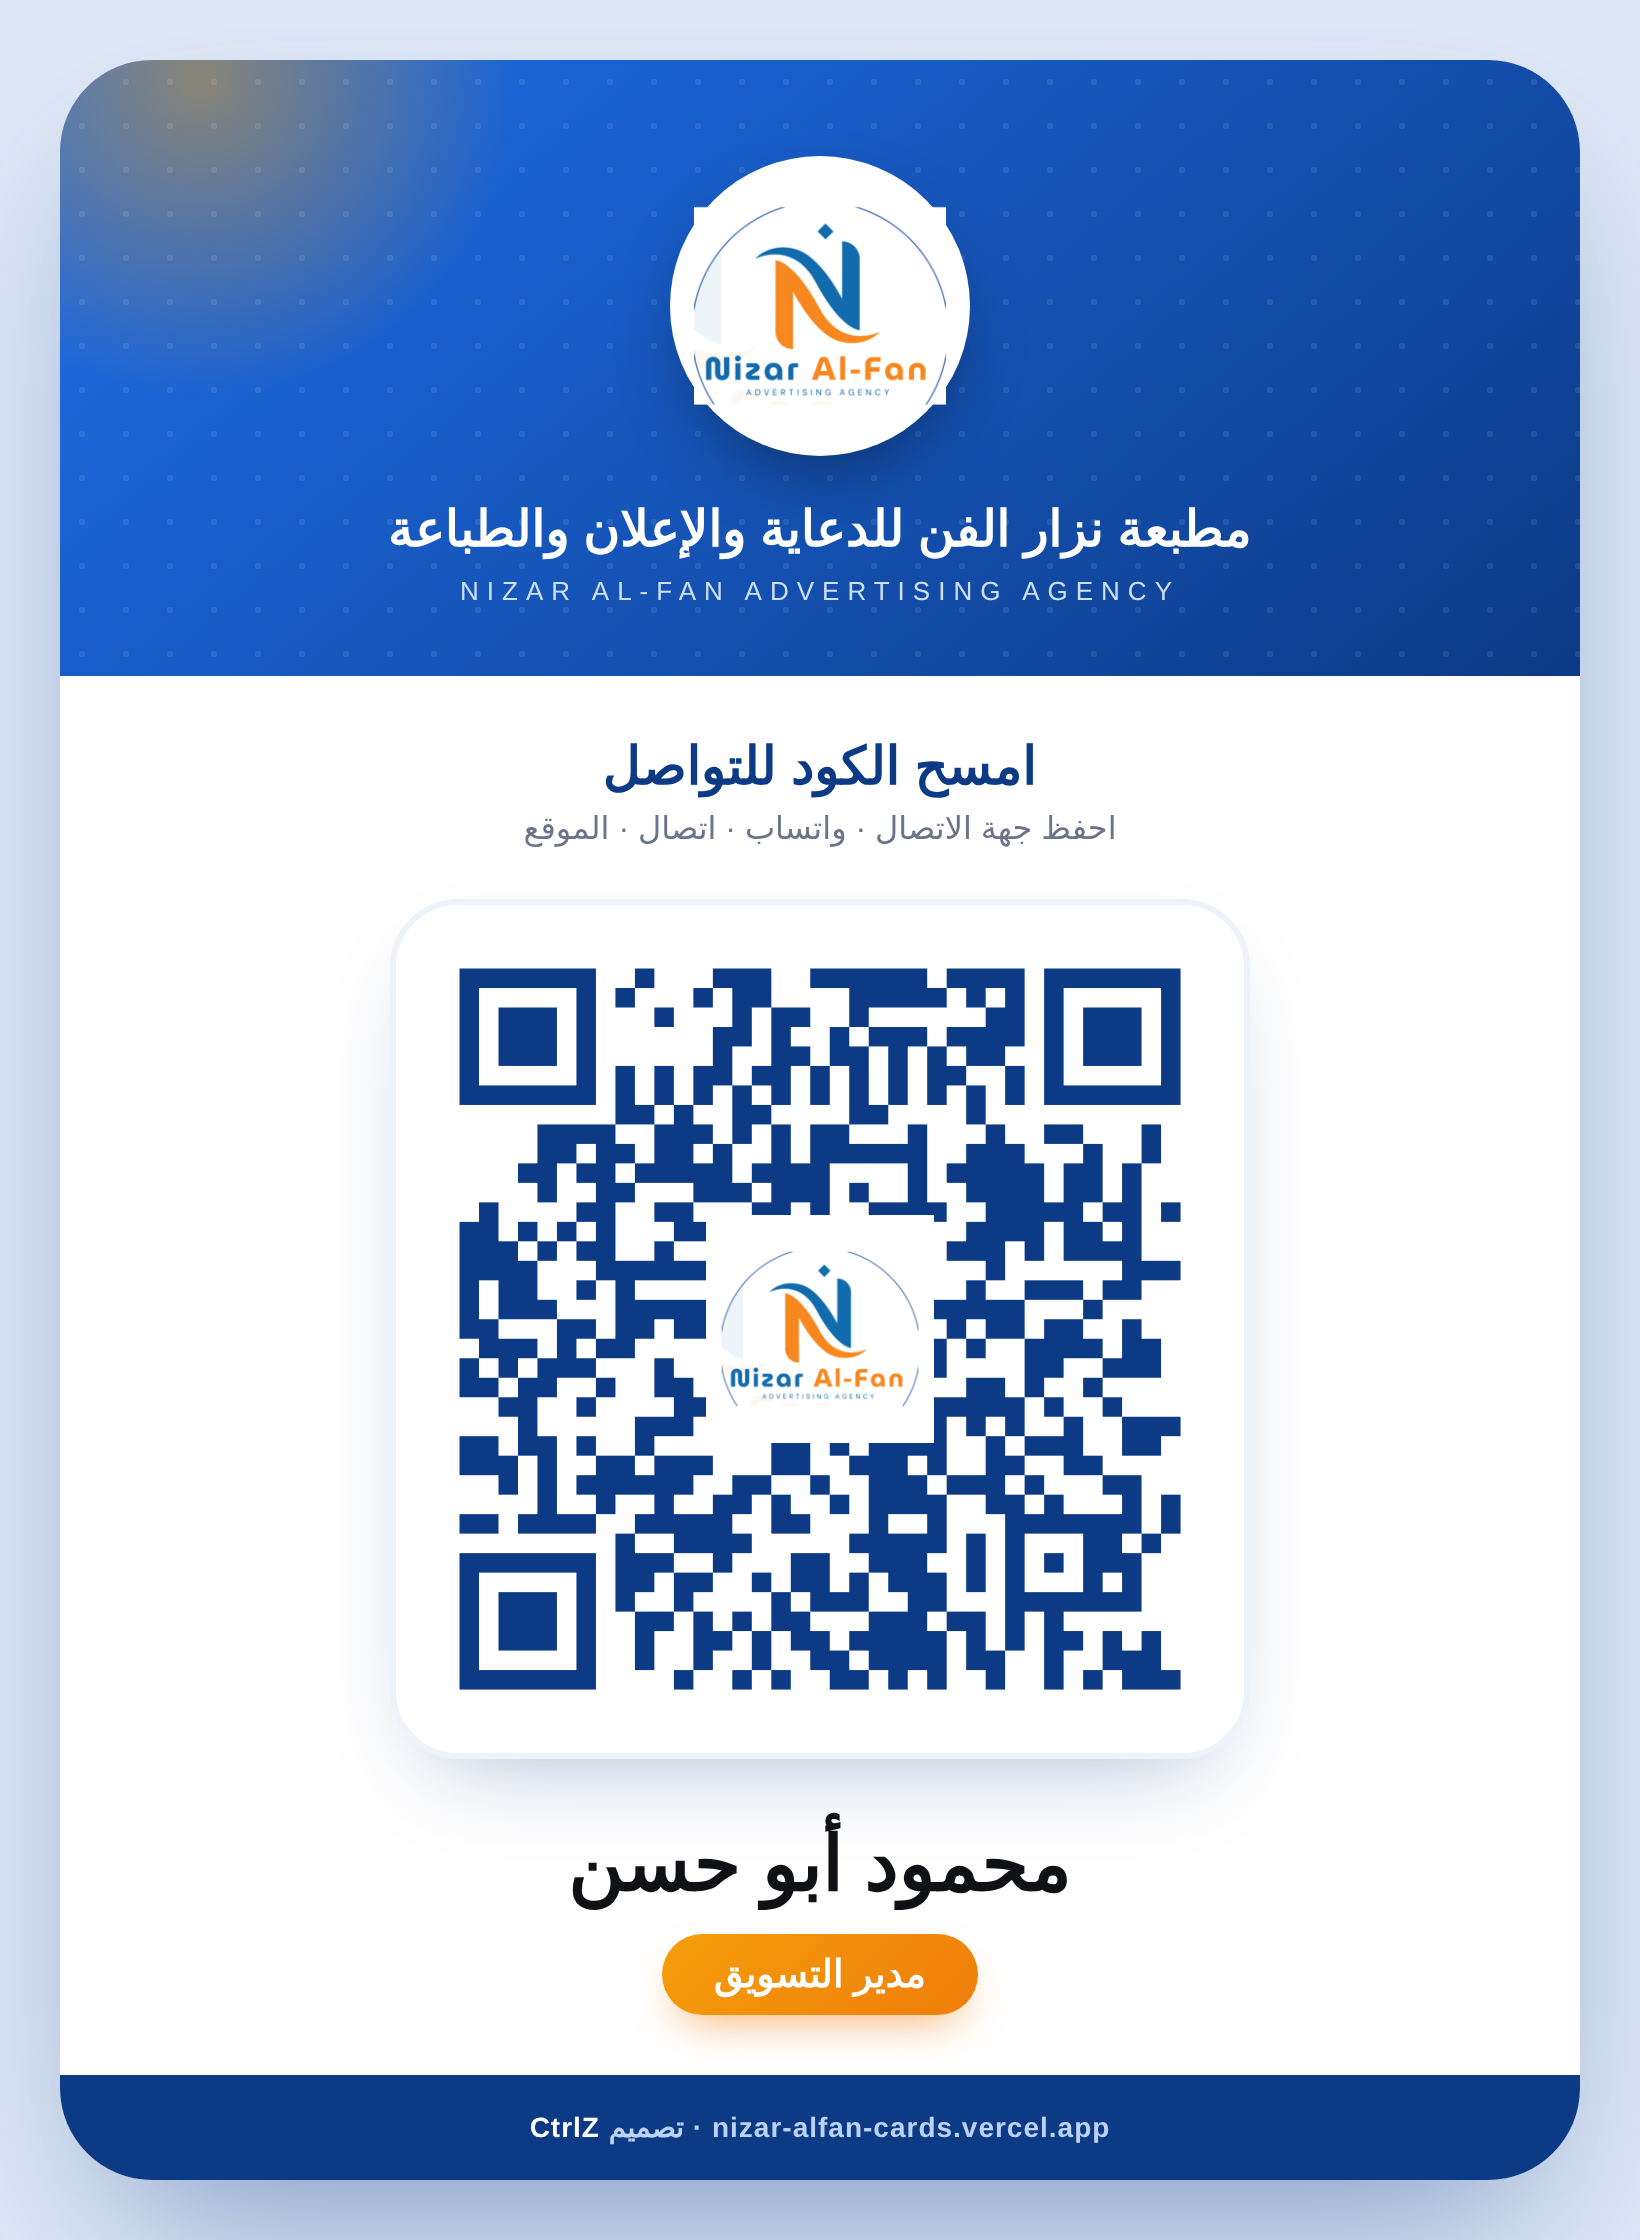 Nizar Al-Fan
ADVERTISING AGENCY
مطبعة نزار الفن للدعاية والإعلان والطباعة
NIZAR AL-FAN ADVERTISING AGENCY
امسح الكود للتواصل
احفظ جهة الاتصال · واتساب · اتصال · الموقع
Nizar Al-Fan
ADVERTISING AGENCY
محمود أبو حسن
مدير التسويق
nizar-alfan-cards.vercel.app · تصميم CtrlZ